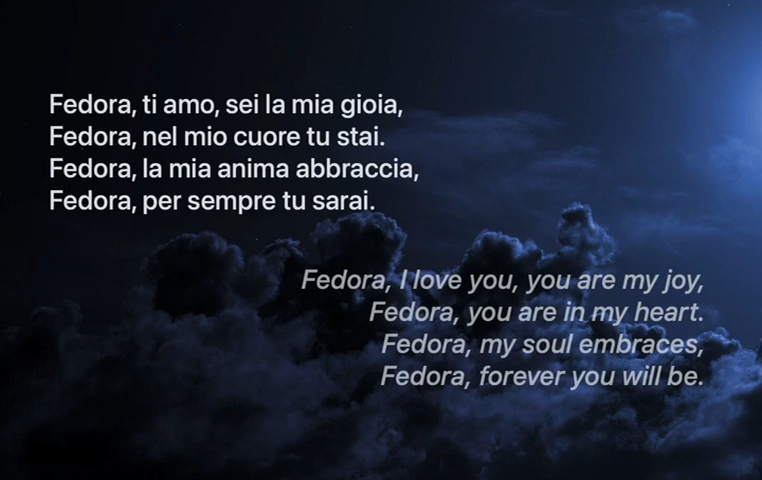 Fedora, ti amo, sei la mia gioia,
Fedora, nel mio cuore tu stai.
Fedora, la mia anima abbraccia,
Fedora, per sempre tu sarai.
Fedora, I love you, you are my joy,
Fedora, you are in my heart.
Fedora, my soul embraces,
Fedora, forever you will be.